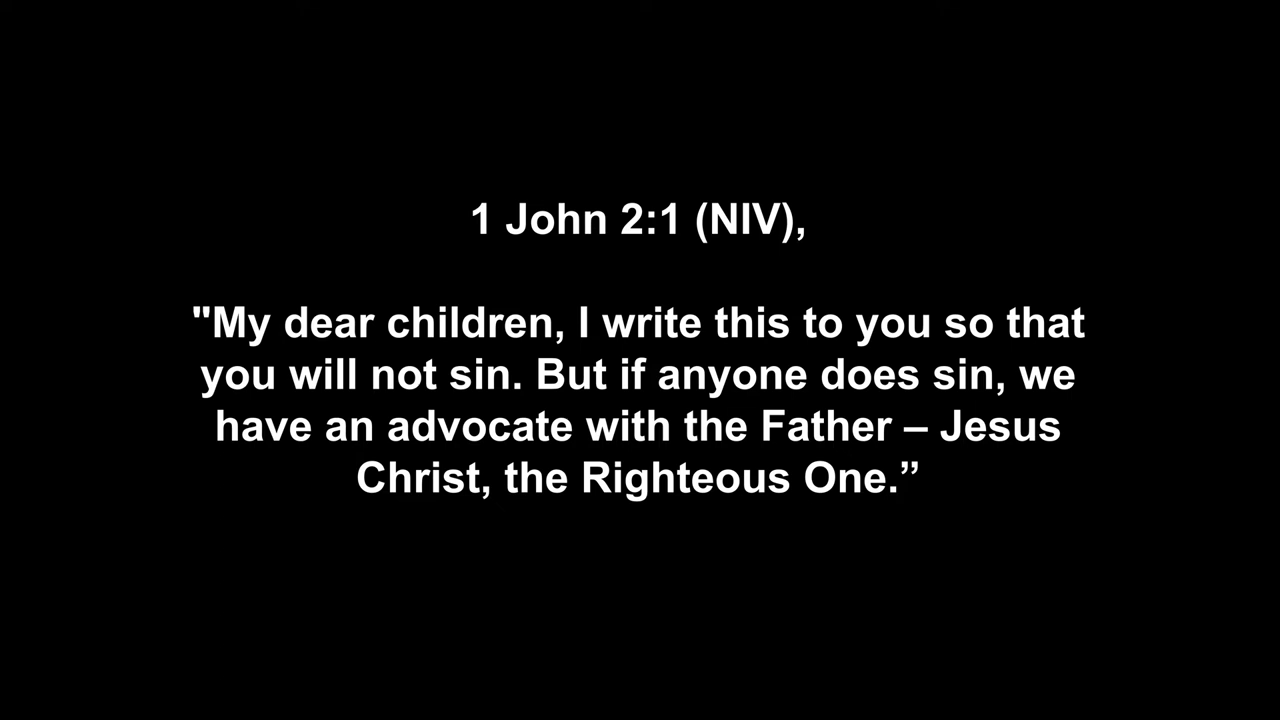 1 John 2:1 (NIV),
"My dear children, I write this to you so that
you will not sin. But if anyone does sin, we
have an advocate with the Father – Jesus
Christ, the Righteous One.”